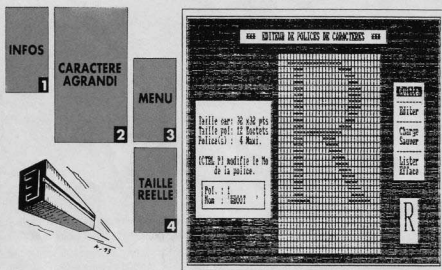 INFOS
1
CARACTERE
AGRANDI
2
MENU
3
TAILLE
REELLE
4
*** EDITEUR DE POLICES DE CARACTERES ***
Taille car: 32 x32 pts
Taille pol: 12 Koctets
Police(s) : 4 Maxi.
[CTRL P] modifie le No
de la police.
Pol. : 1
Nom :
Editer
Charge
Sauver
Lister
Efface
R